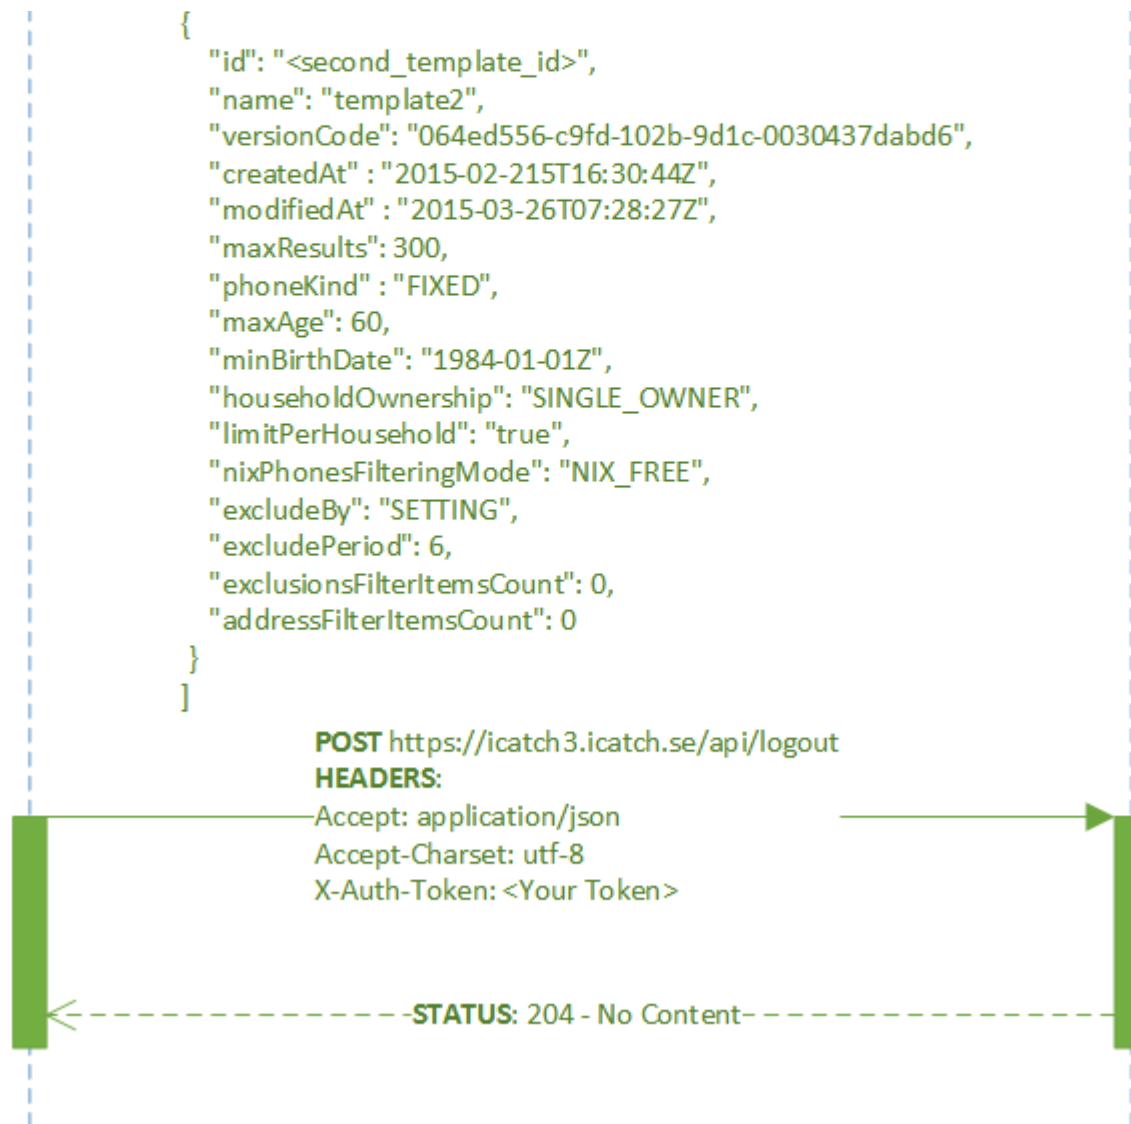 {
"id": "<second_template_id>",
"name": "template2",
"versionCode": "064ed556-c9fd-102b-9d1c-0030437dabd6",
"createdAt" : "2015-02-215T16:30:44Z",
"modifiedAt" : "2015-03-26T07:28:27Z",
"maxResults": 300,
"phoneKind" : "FIXED",
"maxAge": 60,
"minBirthDate": "1984-01-01Z",
"householdOwnership": "SINGLE_OWNER",
"limitPerHousehold": "true",
"nixPhonesFilteringMode": "NIX_FREE",
"excludeBy": "SETTING",
"excludePeriod": 6,
"exclusionsFilterItemsCount": 0,
"addressFilterItemsCount": 0
}
]
POST https://icatch3.icatch.se/api/logout
HEADERS:
Accept: application/json
Accept-Charset: utf-8
X-Auth-Token: <Your Token>
STATUS: 204 - No Content